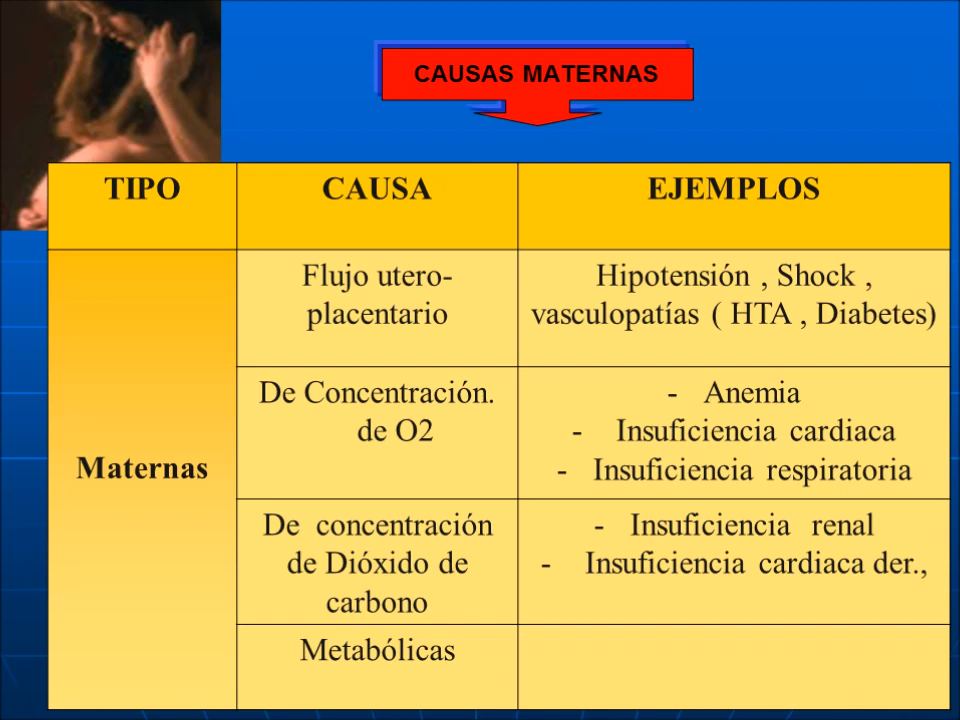 CAUSAS MATERNAS
TIPO CAUSA EJEMPLOS
Maternas
Flujo utero-
placentario
Hipotensión , Shock ,
vasculopatías ( HTA , Diabetes)
De Concentración.
de O2
- Anemia
- Insuficiencia cardiaca
- Insuficiencia respiratoria
De concentración
de Dióxido de
carbono
- Insuficiencia renal
- Insuficiencia cardiaca der.,
Metabólicas